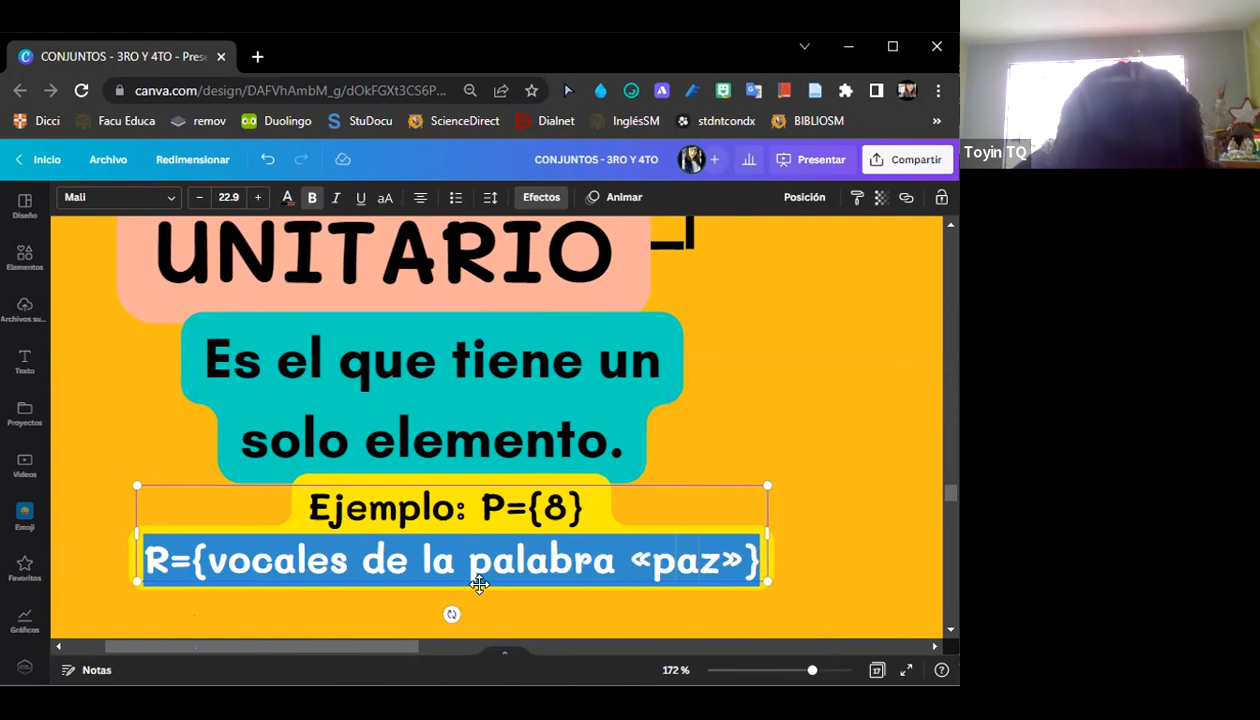 CONJUNTOS - 3RO Y 4TO - Prese
canva.com/design/DAFVhAmbM_g/dOkFGXt3CS6P...
Dicci
Facu Educa
remov
Duolingo
StuDocu
ScienceDirect
Dialnet
InglésSM
stdntcondx
BIBLIOSM
»
Inicio
Archivo
Redimensionar
CONJUNTOS - 3RO Y 4TO
Presentar
Compartir
Toyin TQ
Mali
22.9
A
B
I
U
aA
Efectos
Animar
Posición
Diseño
Elementos
Archivos su...
Texto
Proyectos
Videos
Emoji
Favoritos
Gráficos
UNITARIO
Es el que tiene un
solo elemento.
Ejemplo: P={8}
R={vocales de la palabra «paz»}
Notas
172 %
17